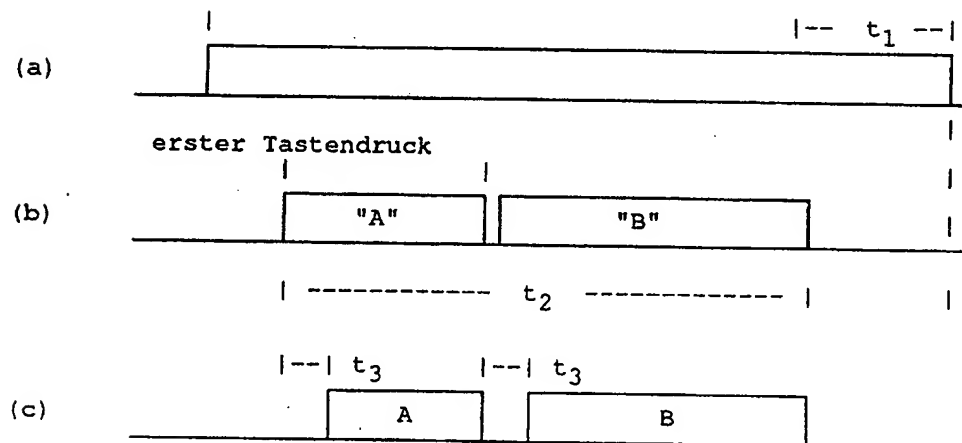 |-- t1 --|
(a)
erster Tastendruck
(b) "A" "B"
|------------ t2 -----------|
|--| t3 |--| t3
(c) A B